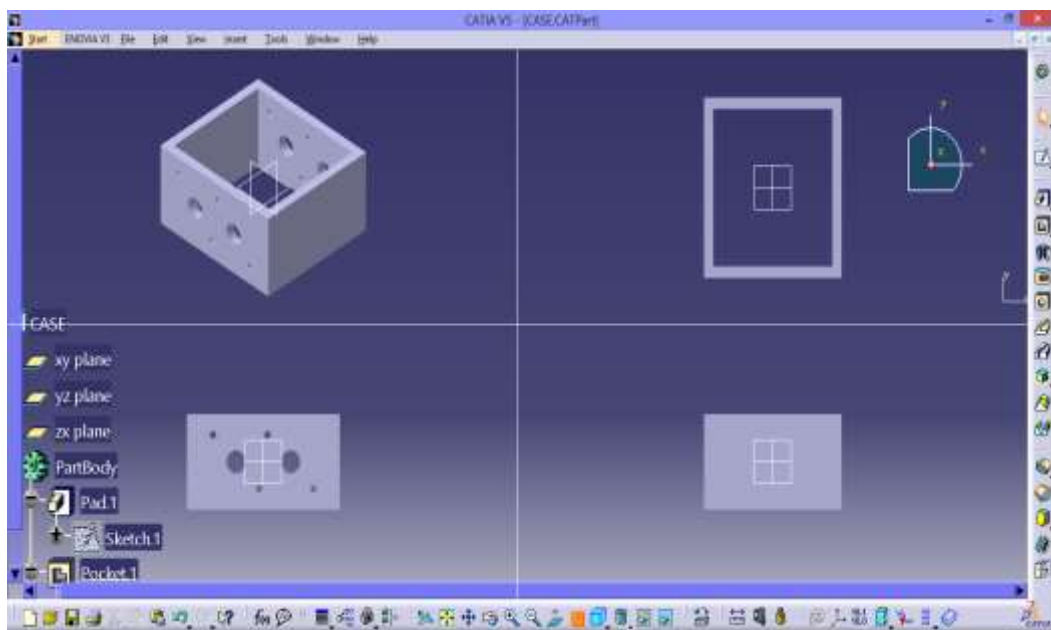 CATIA V5 - [CASE.CATPart]
Start ENOVIA V5 File Edit View Insert Tools Window Help
CASE
xy plane
yz plane
zx plane
PartBody
Pad.1
Sketch.1
Pocket.1